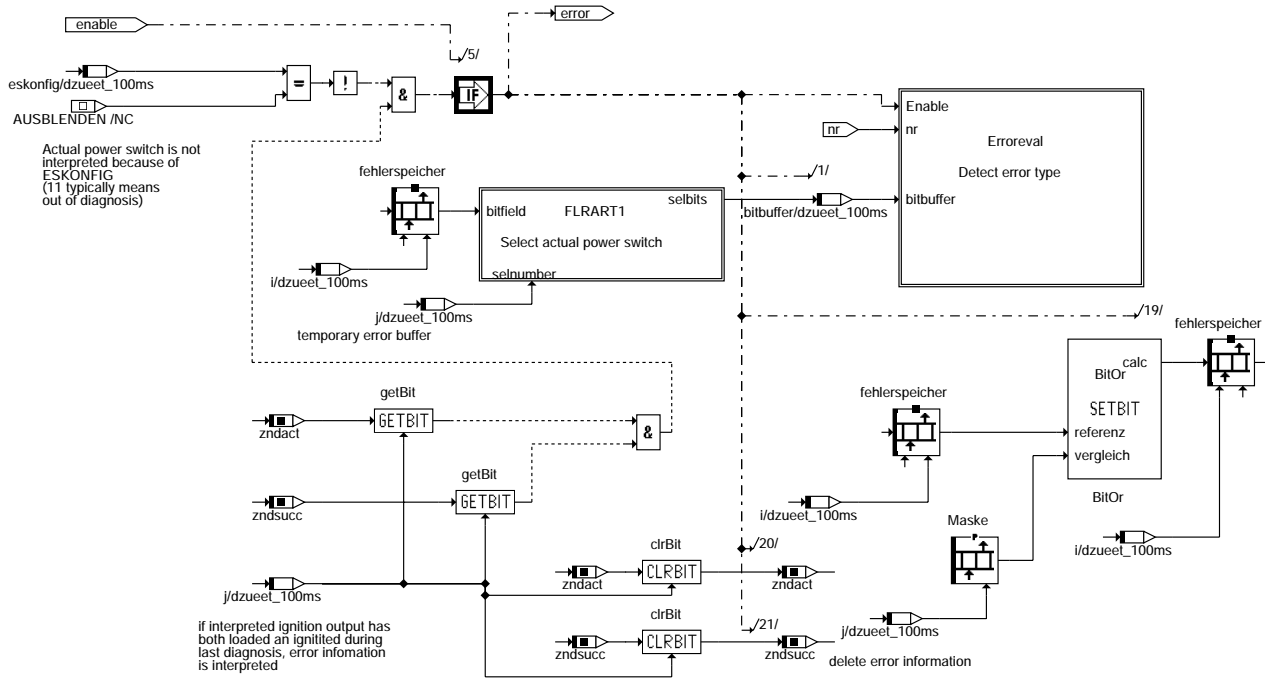 enable
error
/5/
eskonfig/dzueet_100ms
=
!
&
IF
AUSBLENDEN /NC
Actual power switch is not
interpreted because of
ESKONFIG
(11 typically means
out of diagnosis)
Enable
nr
nr
Erroreval
Detect error type
bitbuffer
/1/
bitbuffer/dzueet_100ms
fehlerspeicher
bitfield
FLRART1
selbits
Select actual power switch
selnumber
i/dzueet_100ms
j/dzueet_100ms
temporary error buffer
/19/
fehlerspeicher
calc
BitOr
SETBIT
referenz
vergleich
BitOr
fehlerspeicher
i/dzueet_100ms
i/dzueet_100ms
Maske
P
j/dzueet_100ms
getBit
GETBIT
zndact
&
getBit
GETBIT
zndsucc
j/dzueet_100ms
/20/
clrBit
CLRBIT
zndact
zndact
clrBit
CLRBIT
/21/
zndsucc
zndsucc
if interpreted ignition output has
both loaded an ignitited during
last diagnosis, error infomation
is interpreted
delete error information